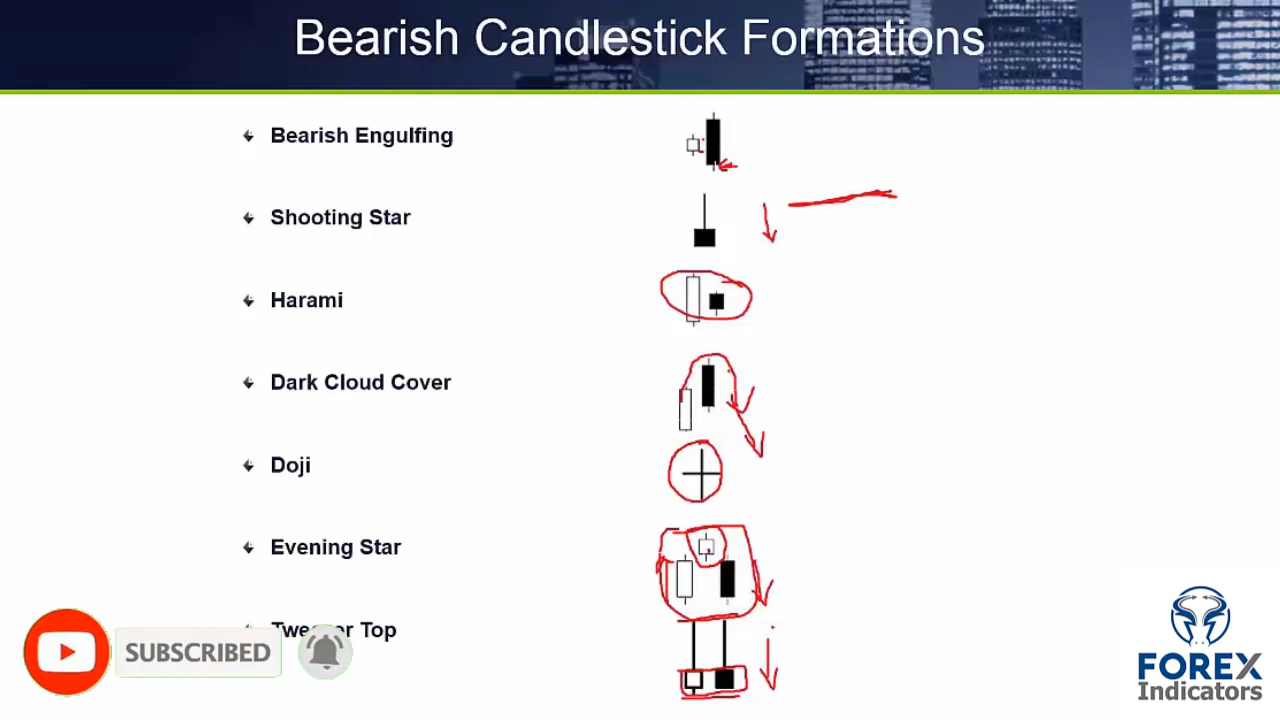 Bearish Candlestick Formations
Bearish Engulfing
Shooting Star
Harami
Dark Cloud Cover
Doji
Evening Star
Top
SUBSCRIBED
FOREX
Indicators